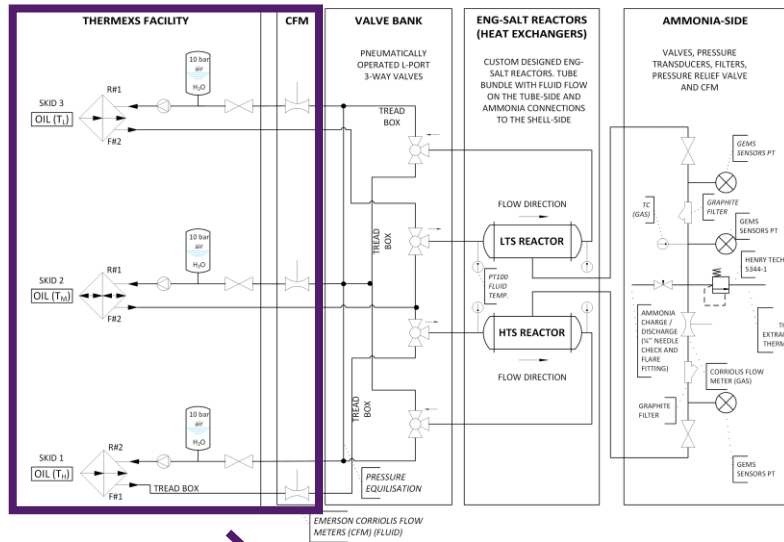 THERMEXS FACILITY
CFM
VALVE BANK
ENG-SALT REACTORS
(HEAT EXCHANGERS)
AMMONIA-SIDE
PNEUMATICALLY
OPERATED L-PORT
3-WAY VALVES
CUSTOM DESIGNED ENG-
SALT REACTORS. TUBE
BUNDLE WITH FLUID FLOW
ON THE TUBE-SIDE AND
AMMONIA CONNECTIONS
TO THE SHELL-SIDE
VALVES, PRESSURE
TRANSDUCERS, FILTERS,
PRESSURE RELIEF VALVE
AND CFM
10 bar
air
H₂O
R#1
SKID 3
OIL (T_L)
F#2
TREAD
BOX
10 bar
air
H₂O
R#1
SKID 2
OIL (T_M)
F#2
TREAD
BOX
10 bar
air
H₂O
R#2
SKID 1
OIL (T_H)
F#1
TREAD BOX
TREAD
BOX
PRESSURE
EQUILISATION
EMERSON CORRIOLIS FLOW
METERS (CFM) (FLUID)
FLOW DIRECTION
LTS REACTOR
PT100
FLUID
TEMP.
HTS REACTOR
FLOW DIRECTION
GEMS
SENSORS PT
GRAPHITE
FILTER
TC
(GAS)
GEMS
SENSORS PT
HENRY TECH
5344-1
AMMONIA
CHARGE /
DISCHARGE
(¼" NEEDLE
CHECK AND
FLARE
FITTING)
EXTRA
THERM
CORRIOLIS FLOW
METER (GAS)
GRAPHITE
FILTER
GEMS
SENSORS PT